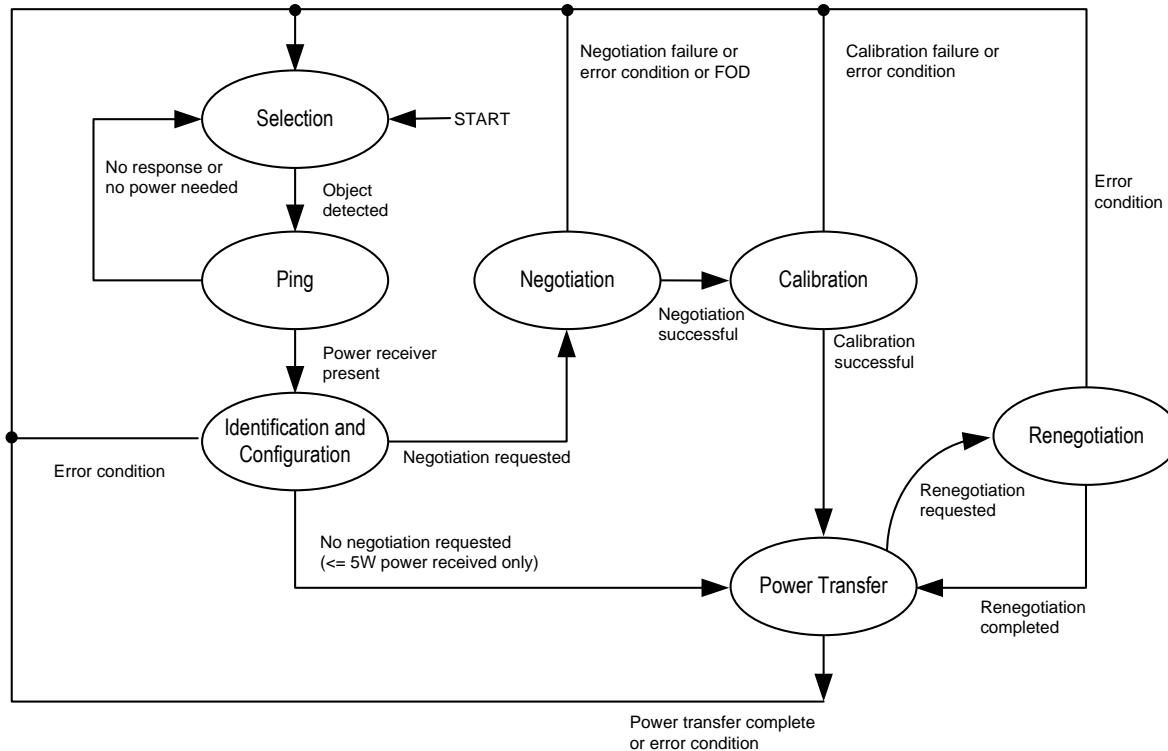 Negotiation failure or
error condition or FOD
Calibration failure or
error condition
Selection
START
No response or
no power needed
Object
detected
Error
condition
Ping
Negotiation
Calibration
Negotiation
successful
Calibration
successful
Power receiver
present
Identification and
Configuration
Renegotiation
Error condition
Negotiation requested
Renegotiation
requested
No negotiation requested
(<= 5W power received only)
Power Transfer
Renegotiation
completed
Power transfer complete
or error condition